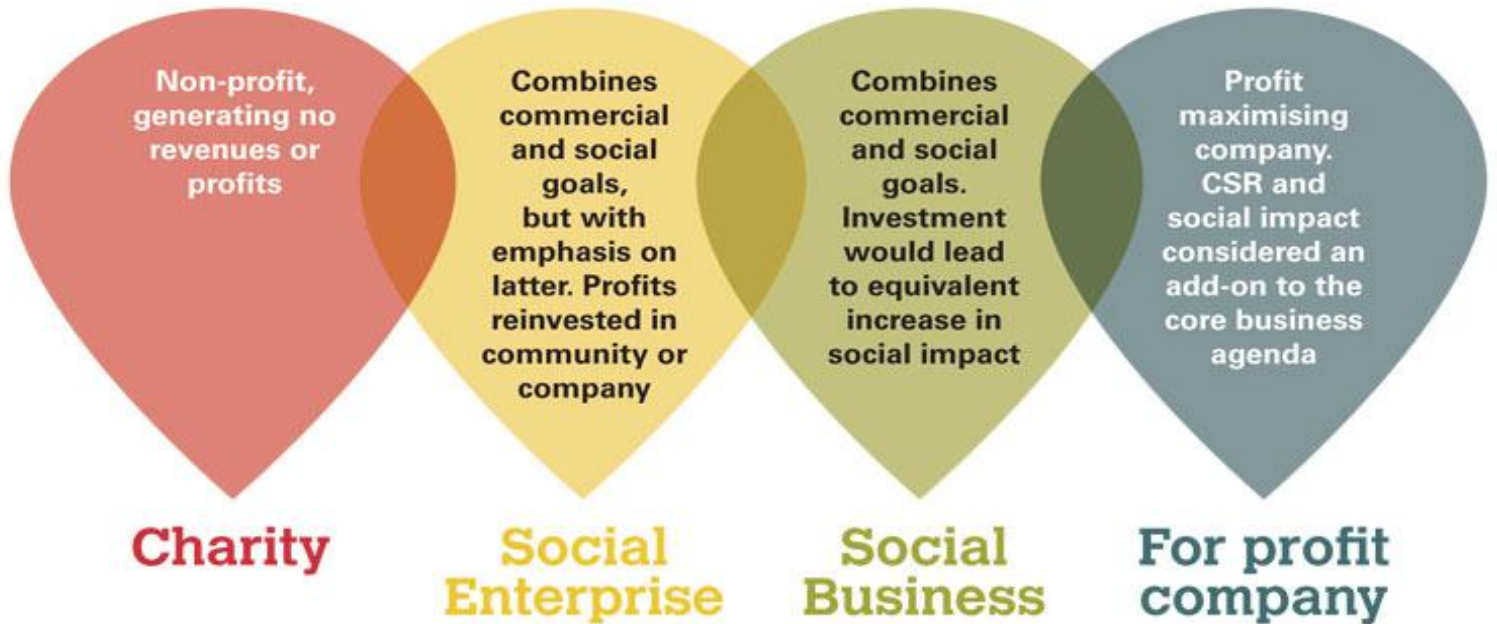 Non-profit,
generating no
revenues or
profits
Combines
commercial
and social
goals,
but with
emphasis on
latter. Profits
reinvested in
community or
company
Combines
commercial
and social
goals.
Investment
would lead
to equivalent
increase in
social impact
Profit
maximising
company.
CSR and
social impact
considered an
add-on to the
core business
agenda
Charity
Social
Enterprise
Social
Business
For profit
company